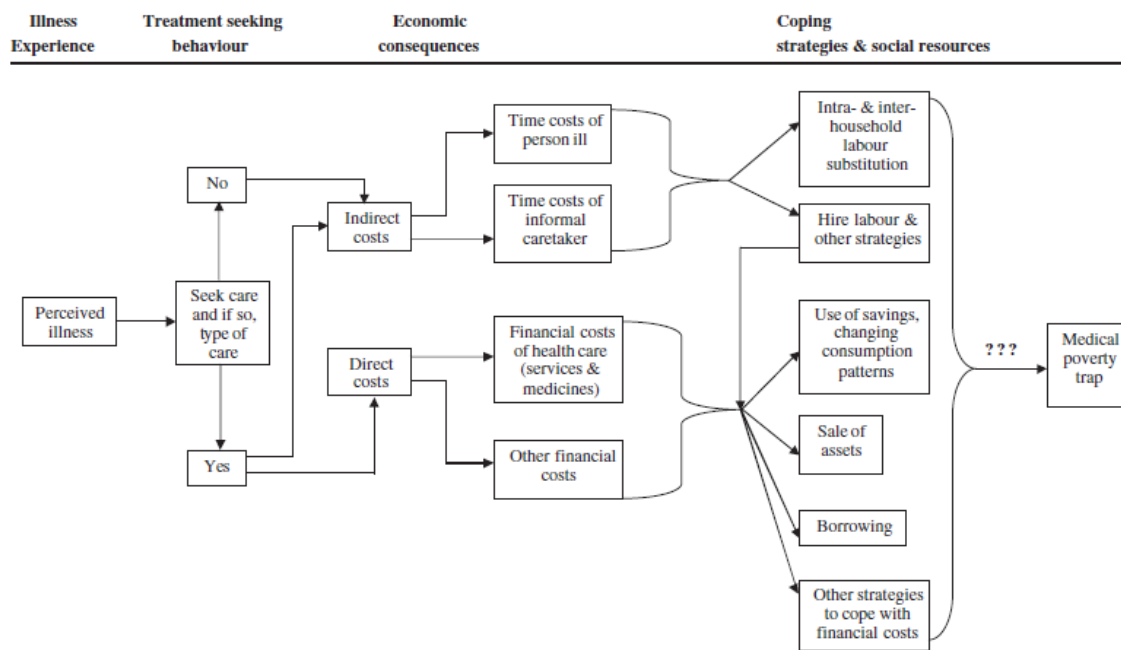 Illness
Experience
Treatment seeking
behaviour
Economic
consequences
Coping
strategies & social resources
Perceived
illness
No
Seek care
and if so,
type of
care
Yes
Indirect
costs
Direct
costs
Time costs of
person ill
Time costs of
informal
caretaker
Financial costs
of health care
(services &
medicines)
Other financial
costs
Intra- & inter-
household
labour
substitution
Hire labour &
other strategies
Use of savings,
changing
consumption
patterns
Sale of
assets
Borrowing
Other strategies
to cope with
financial costs
???
Medical
poverty
trap